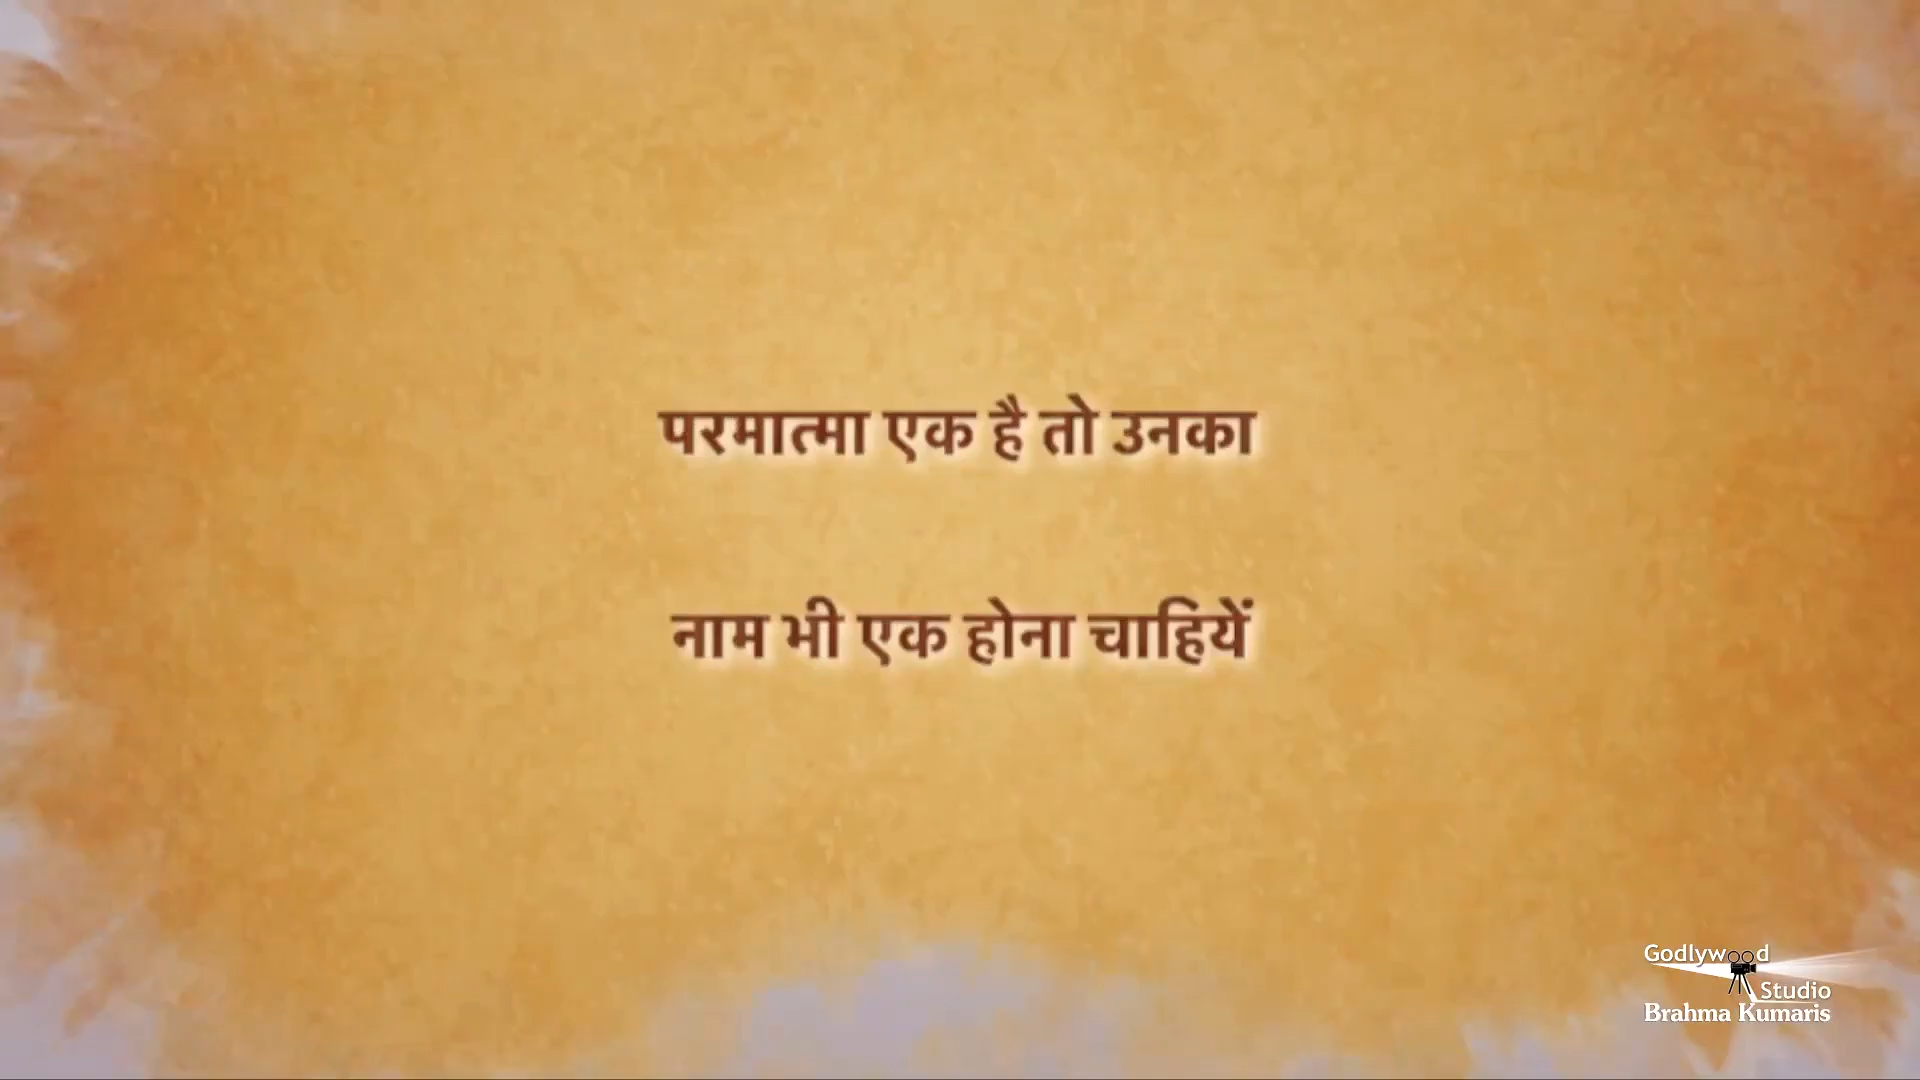 परमात्मा एक है तो उनका
नाम भी एक होना चाहियें
Godlywood
Studio
Brahma Kumaris